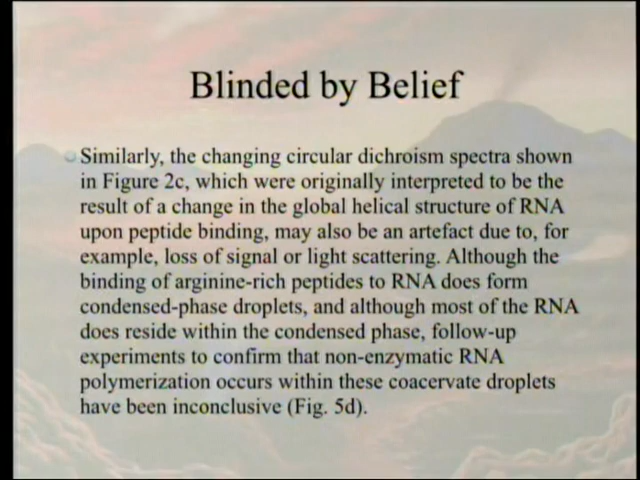 Blinded by Belief
Similarly, the changing circular dichroism spectra shown
in Figure 2c, which were originally interpreted to be the
result of a change in the global helical structure of RNA
upon peptide binding, may also be an artefact due to, for
example, loss of signal or light scattering. Although the
binding of arginine-rich peptides to RNA does form
condensed-phase droplets, and although most of the RNA
does reside within the condensed phase, follow-up
experiments to confirm that non-enzymatic RNA
polymerization occurs within these coacervate droplets
have been inconclusive (Fig. 5d).